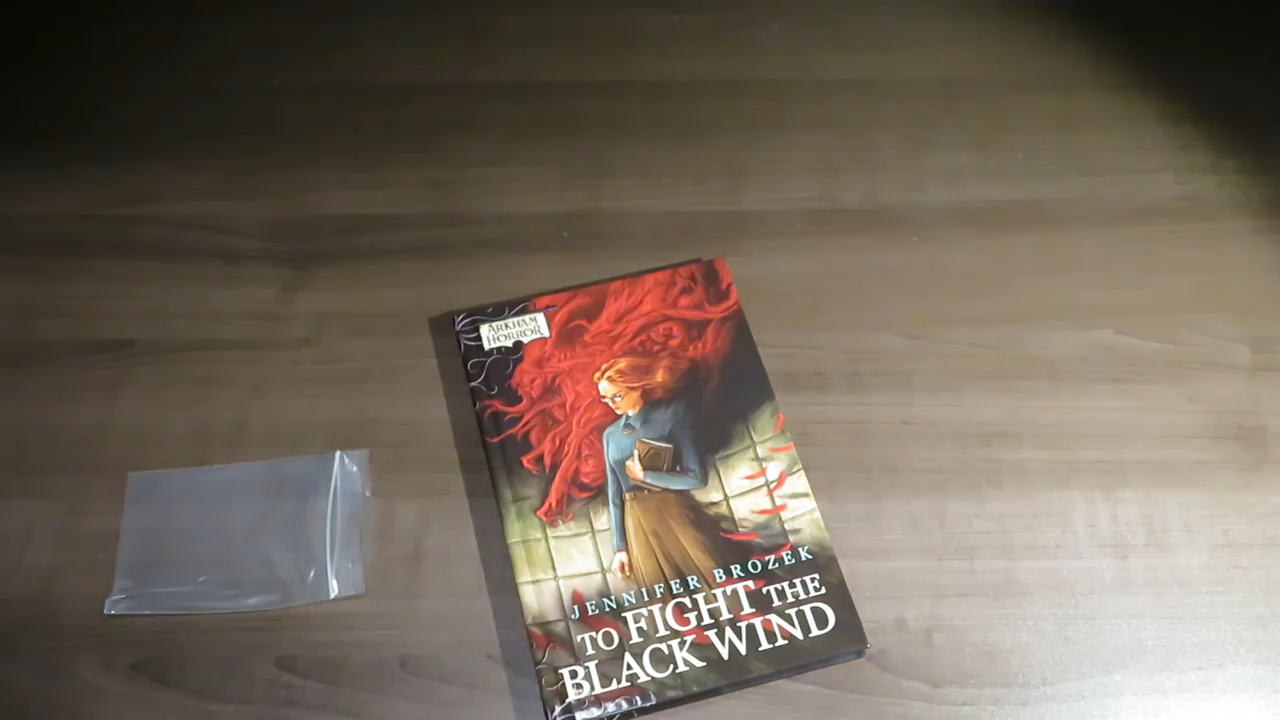 ARKHAM
HORROR
JENNIFER BROZEK
TO FIGHT THE
BLACK WIND